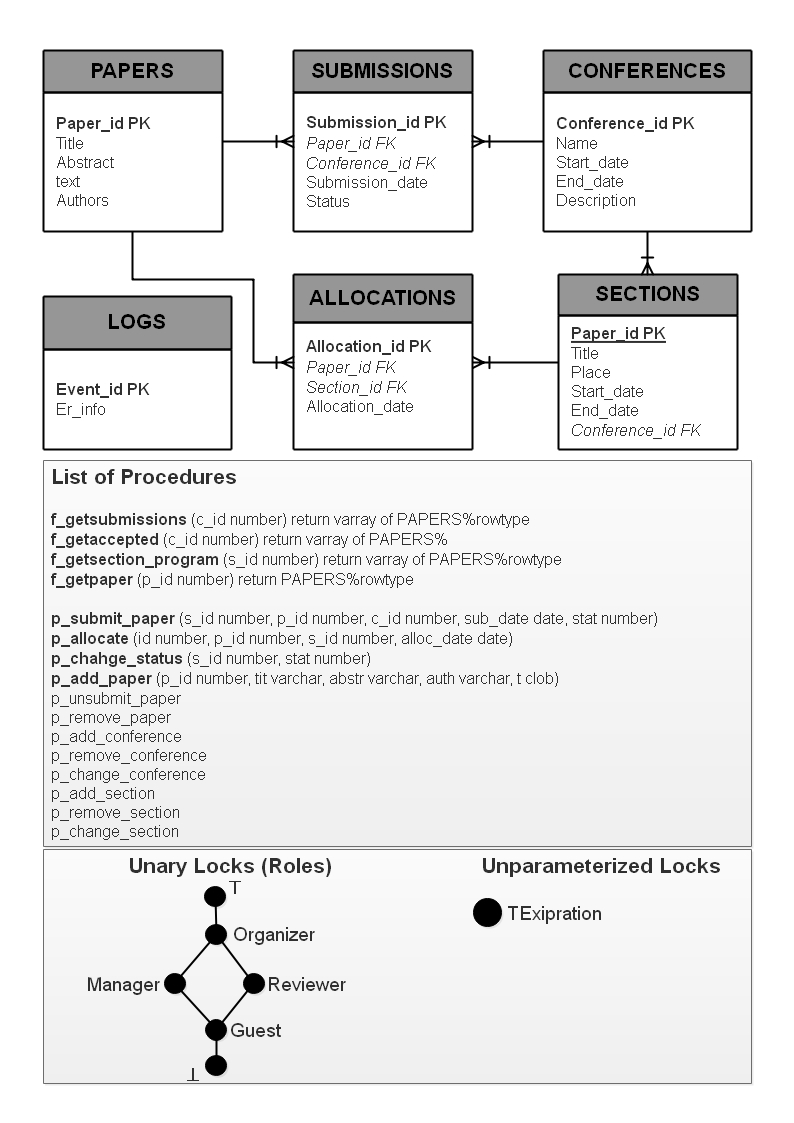 PAPERS
Paper_id PK
Title
Abstract
text
Authors
SUBMISSIONS
Submission_id PK
Paper_id FK
Conference_id FK
Submission_date
Status
CONFERENCES
Conference_id PK
Name
Start_date
End_date
Description
LOGS
Event_id PK
Er_info
ALLOCATIONS
Allocation_id PK
Paper_id FK
Section_id FK
Allocation_date
SECTIONS
Paper_id PK
Title
Place
Start_date
End_date
Conference_id FK
List of Procedures
f_getsubmissions (c_id number) return varray of PAPERS%rowtype
f_getaccepted (c_id number) return varray of PAPERS%
f_getsection_program (s_id number) return varray of PAPERS%rowtype
f_getpaper (p_id number) return PAPERS%rowtype
p_submit_paper (s_id number, p_id number, c_id number, sub_date date, stat number)
p_allocate (id number, p_id number, s_id number, alloc_date date)
p_chahge_status (s_id number, stat number)
p_add_paper (p_id number, tit varchar, abstr varchar, auth varchar, t clob)
p_unsubmit_paper
p_remove_paper
p_add_conference
p_remove_conference
p_change_conference
p_add_section
p_remove_section
p_change_section
Unary Locks (Roles)
⊤
Organizer
Manager
Reviewer
Guest
⊥
Unparameterized Locks
TExipration